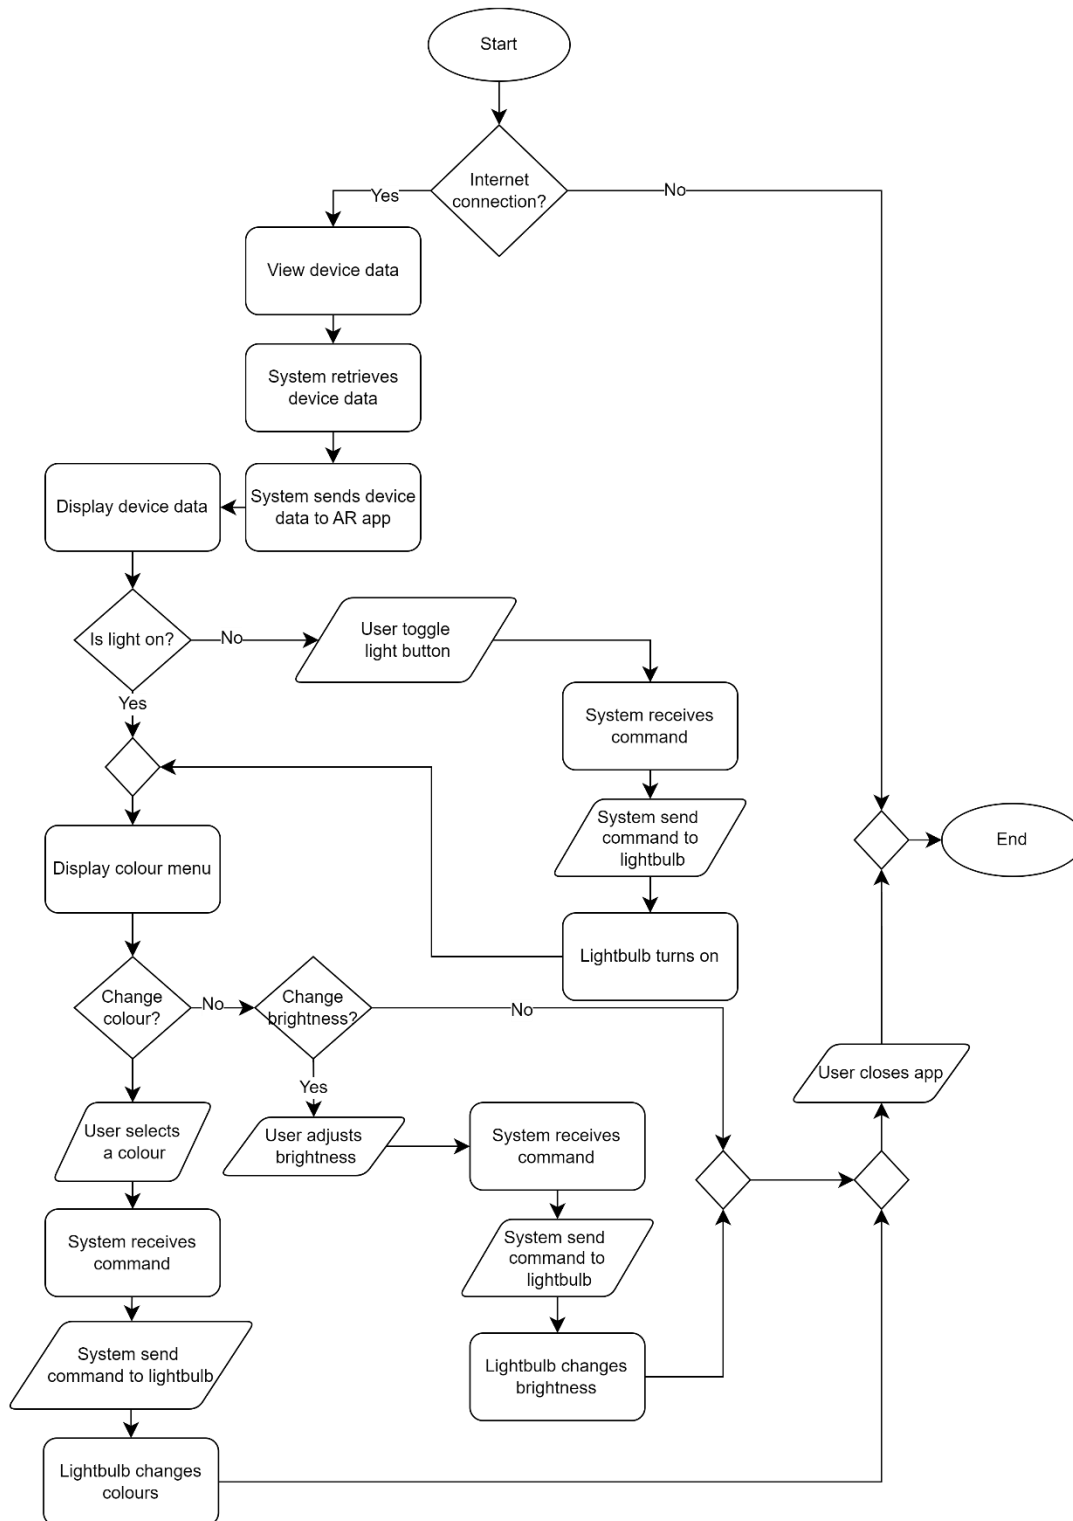 Start
Internet
connection?
Yes
No
View device data
System retrieves
device data
System sends device
data to AR app
Display device data
Is light on?
No
User toggle
light button
Yes
System receives
command
System send
command to
lightbulb
Lightbulb turns on
End
Display colour menu
Change
colour?
No
Change
brightness?
No
Yes
User closes app
User selects
a colour
User adjusts
brightness
System receives
command
System receives
command
System send
command to
lightbulb
System send
command to lightbulb
Lightbulb changes
brightness
Lightbulb changes
colours